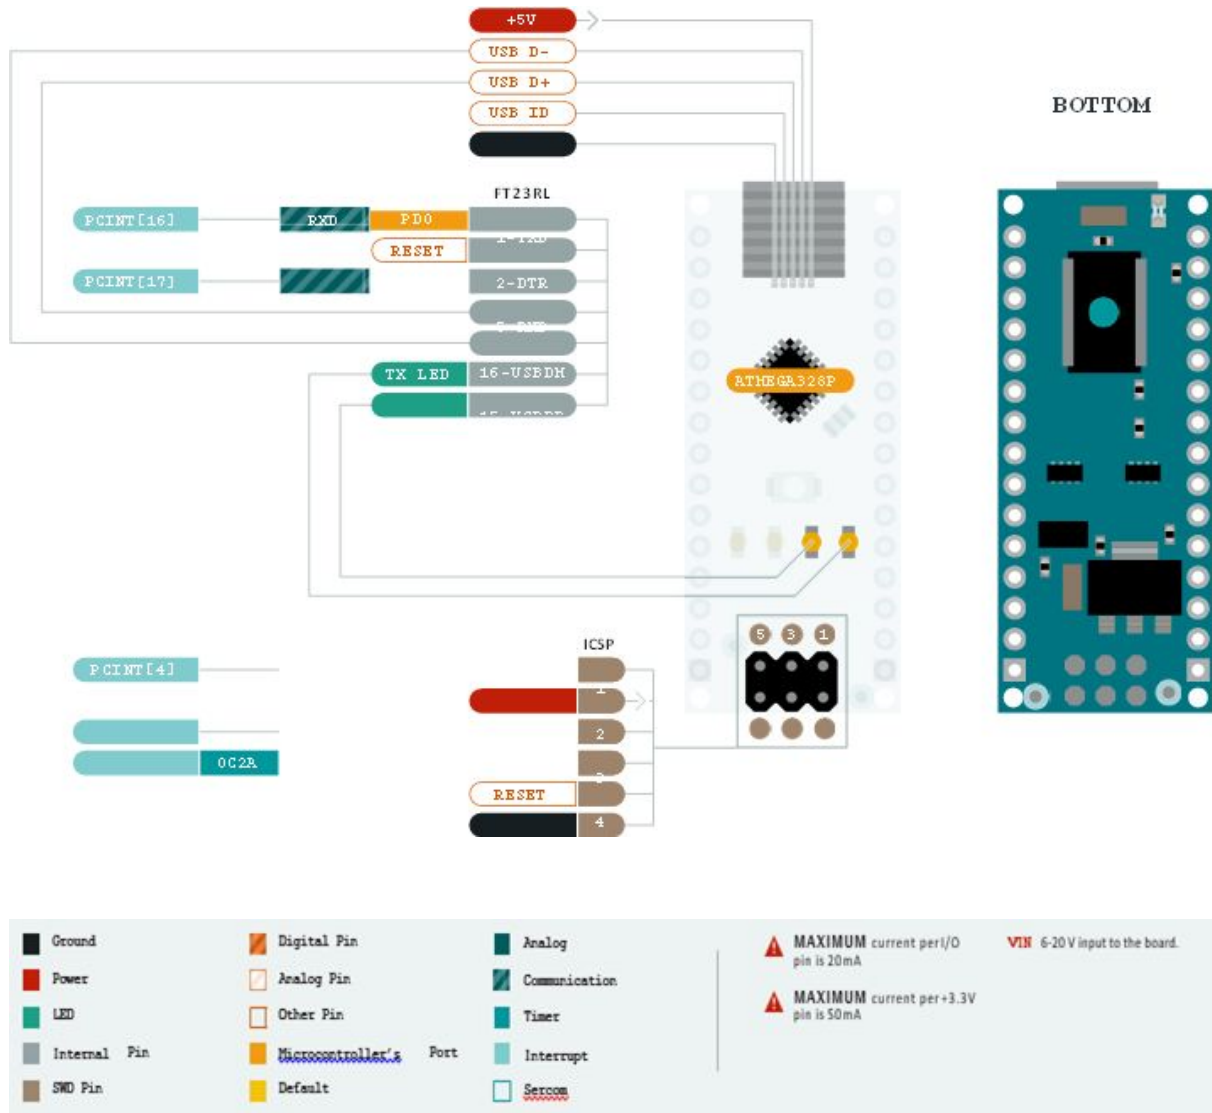 +5V
USB D-
USB D+
USB ID
BOTTOM
FT23RL
PCINT[16] RXD PD0
RESET
PCINT[17] 2-DTR
TX LED 16-USBDM
ATMEGA328P
5 3 1
ICSP
PCINT[4]
1
2
OC2A
RESET
4
Ground
Power
LED
Internal Pin
SWD Pin
Digital Pin
Analog Pin
Other Pin
Microcontroller's Port
Default
Analog
Communication
Timer
Interrupt
Sercom
MAXIMUM current per I/O
pin is 20mA
MAXIMUM current per +3.3V
pin is 50mA
VIN 6-20 V input to the board.